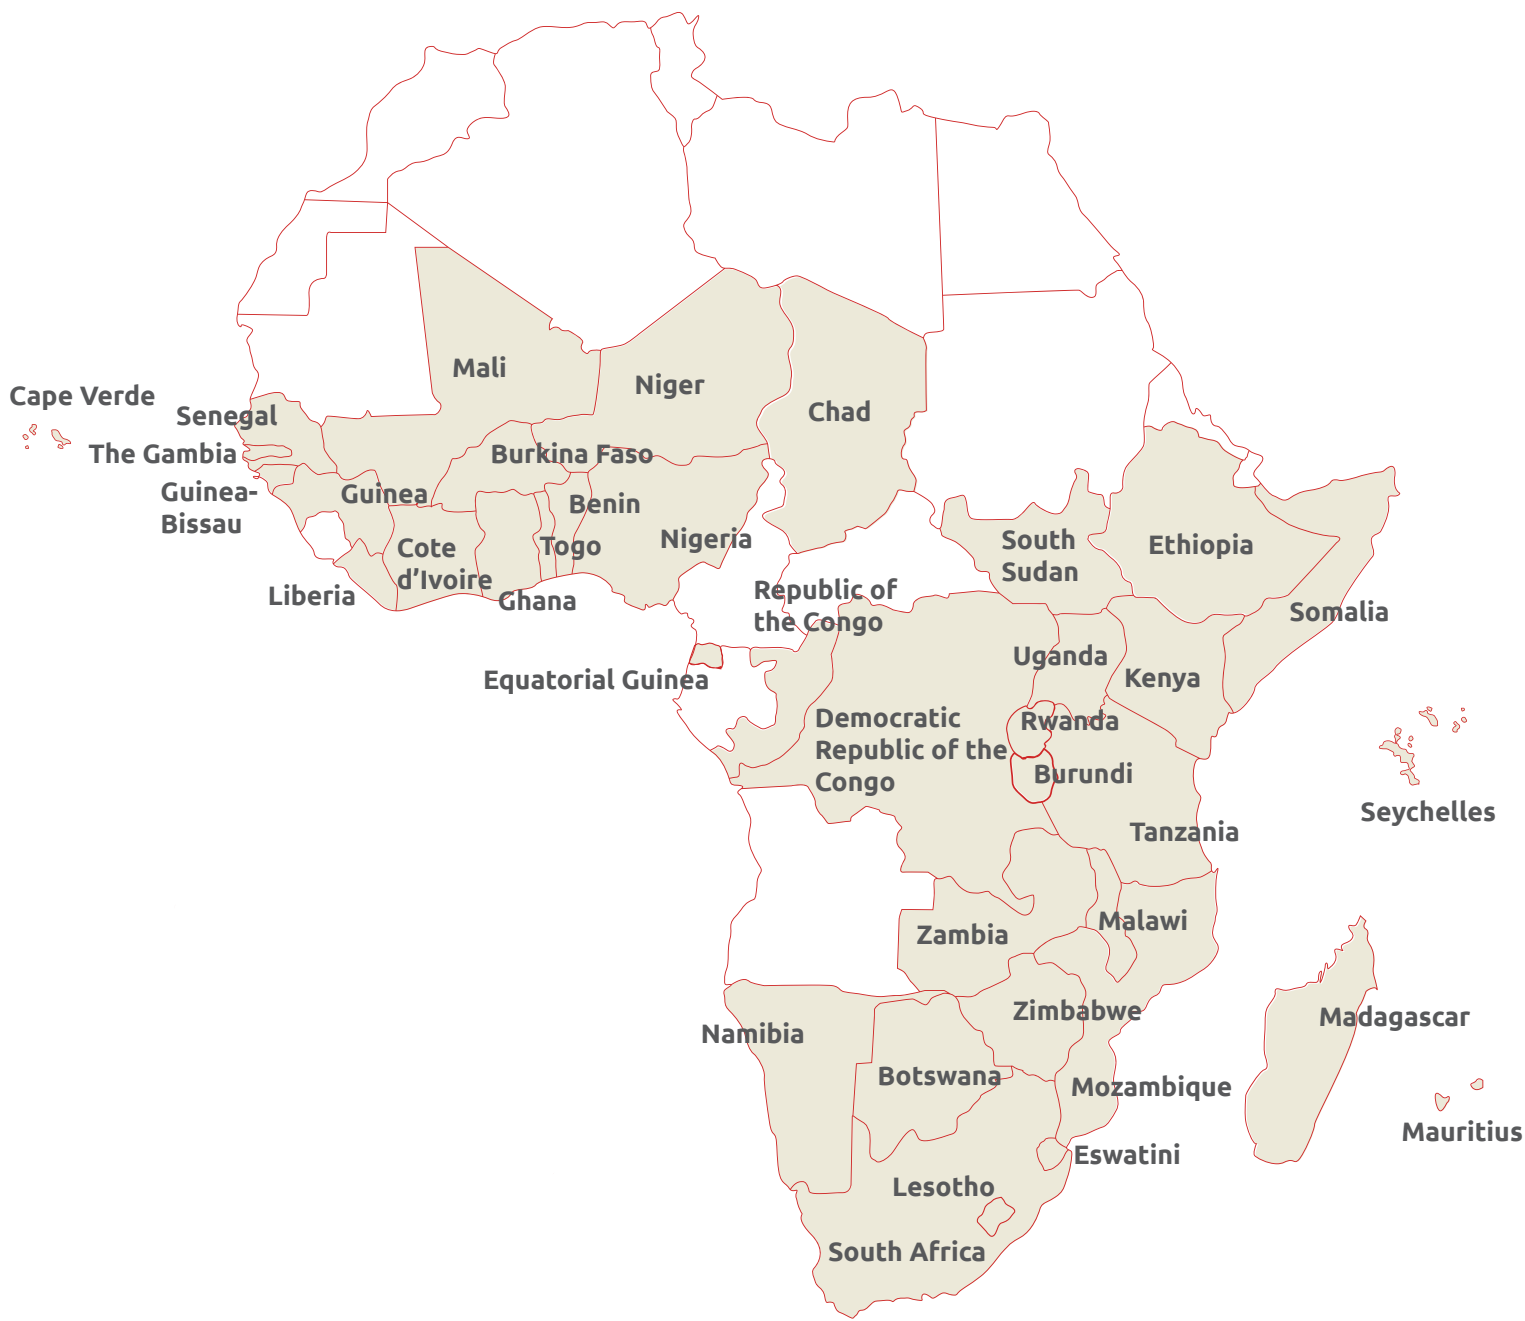 Mali
Niger
Cape Verde
Chad
Senegal
The Gambia
Burkina Faso
Guinea-
Bissau
Guinea
Benin
Nigeria
Togo
Cote
d’Ivoire
South
Sudan
Ethiopia
Liberia
Ghana
Republic of
the Congo
Somalia
Uganda
Equatorial Guinea
Kenya
Democratic
Republic of the
Congo
Rwanda
Burundi
Seychelles
Tanzania
Malawi
Zambia
Zimbabwe
Madagascar
Namibia
Botswana
Mozambique
Mauritius
Eswatini
Lesotho
South Africa